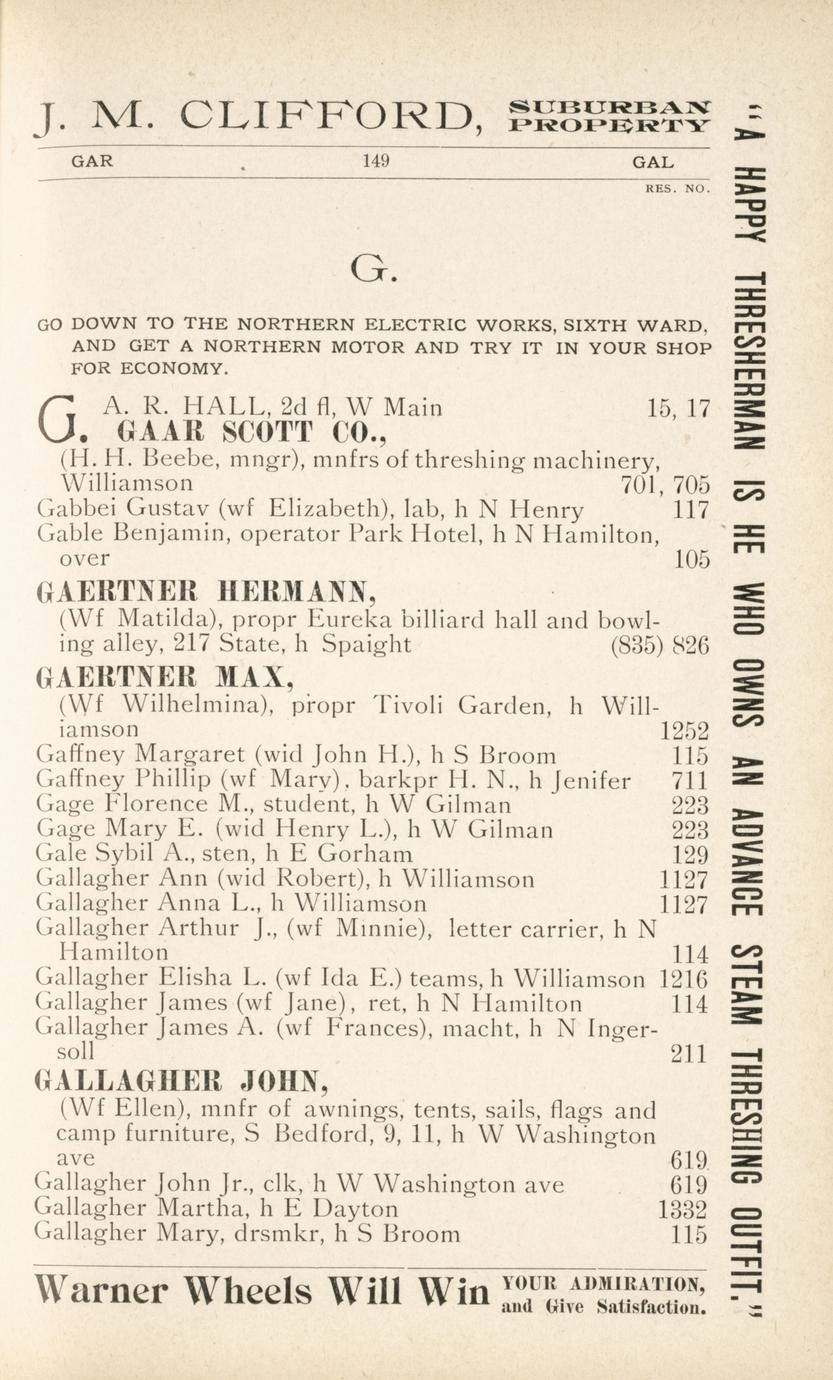 J. M. CLIFFORD, SUBURBAN PROPERTY
GAR 149 GAL
RES. NO.
G.
GO DOWN TO THE NORTHERN ELECTRIC WORKS, SIXTH WARD,
AND GET A NORTHERN MOTOR AND TRY IT IN YOUR SHOP
FOR ECONOMY.
G. A. R. HALL, 2d fl, W Main 15, 17
GAAR SCOTT CO.,
(H. H. Beebe, mngr), mnfrs of threshing machinery,
Williamson 701, 705
Gabbei Gustav (wf Elizabeth), lab, h N Henry 117
Gable Benjamin, operator Park Hotel, h N Hamilton,
over 105
GAERTNER HERMANN,
(Wf Matilda), propr Eureka billiard hall and bowl-
ing alley, 217 State, h Spaight (835) 826
GAERTNER MAX,
(Wf Wilhelmina), propr Tivoli Garden, h Will-
iamson 1252
Gaffney Margaret (wid John H.), h S Broom 115
Gaffney Phillip (wf Mary), barkpr H. N., h Jenifer 711
Gage Florence M., student, h W Gilman 223
Gage Mary E. (wid Henry L.), h W Gilman 223
Gale Sybil A., sten, h E Gorham 129
Gallagher Ann (wid Robert), h Williamson 1127
Gallagher Anna L., h Williamson 1127
Gallagher Arthur J., (wf Minnie), letter carrier, h N
Hamilton 114
Gallagher Elisha L. (wf Ida E.) teams, h Williamson 1216
Gallagher James (wf Jane), ret, h N Hamilton 114
Gallagher James A. (wf Frances), macht, h N Inger-
soll 211
GALLAGHER JOHN,
(Wf Ellen), mnfr of awnings, tents, sails, flags and
camp furniture, S Bedford, 9, 11, h W Washington
ave 619
Gallagher John Jr., clk, h W Washington ave 619
Gallagher Martha, h E Dayton 1332
Gallagher Mary, drsmkr, h S Broom 115
Warner Wheels Will Win YOUR ADMIRATION,
and Give Satisfaction.
"A HAPPY THRESHERMAN IS HE WHO OWNS AN ADVANCE STEAM THRESHING OUTFIT."